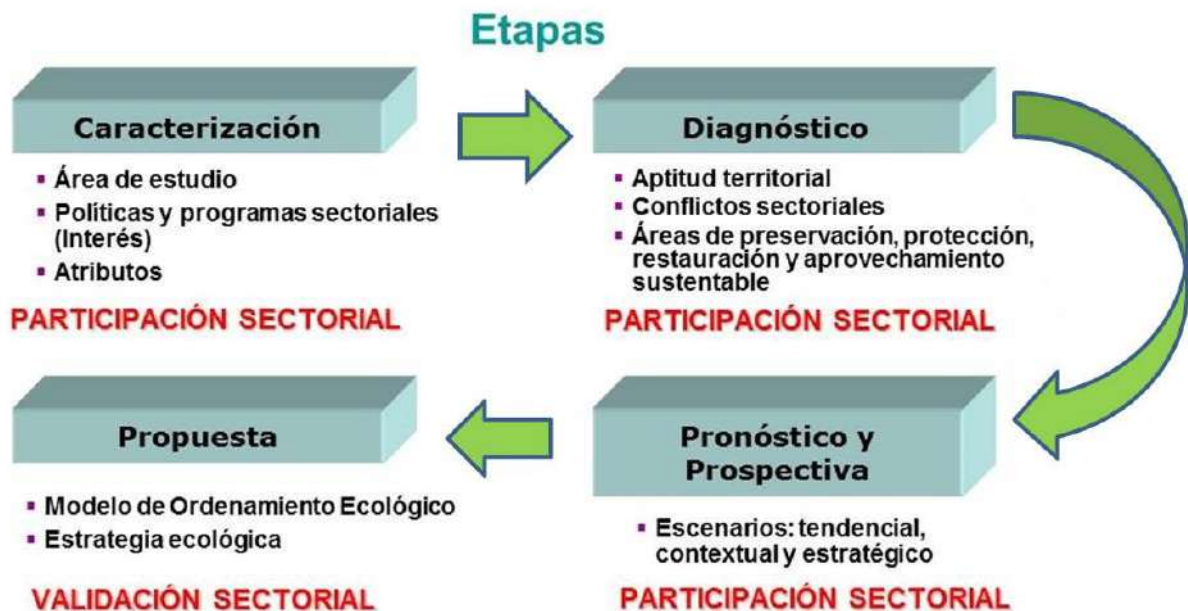 Etapas
Caracterización
▪ Área de estudio
▪ Políticas y programas sectoriales
(Interés)
▪ Atributos
PARTICIPACIÓN SECTORIAL
Diagnóstico
▪ Aptitud territorial
▪ Conflictos sectoriales
▪ Áreas de preservación, protección,
restauración y aprovechamiento
sustentable
PARTICIPACIÓN SECTORIAL
Propuesta
▪ Modelo de Ordenamiento Ecológico
▪ Estrategia ecológica
VALIDACIÓN SECTORIAL
Pronóstico y
Prospectiva
▪ Escenarios: tendencial,
contextual y estratégico
PARTICIPACIÓN SECTORIAL